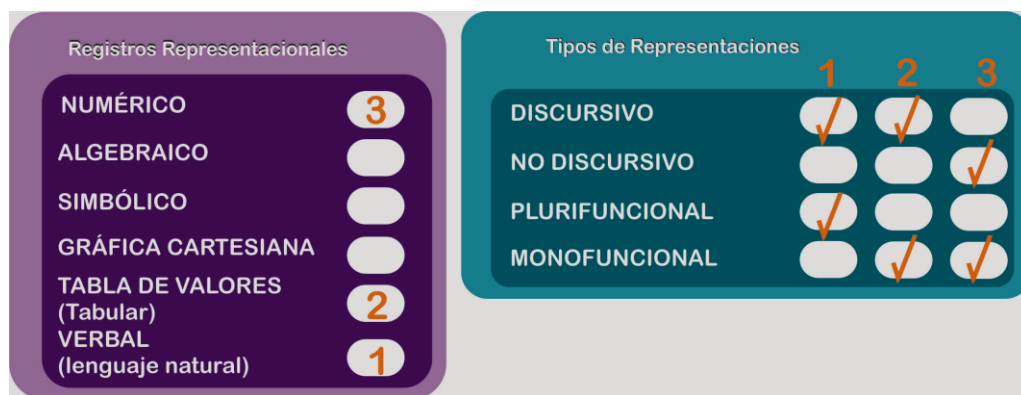 Registros Representacionales
NUMÉRICO 3
ALGEBRAICO
SIMBÓLICO
GRÁFICA CARTESIANA
TABLA DE VALORES
(Tabular) 2
VERBAL
(lenguaje natural) 1
Tipos de Representaciones
1 2 3
DISCURSIVO
NO DISCURSIVO
PLURIFUNCIONAL
MONOFUNCIONAL